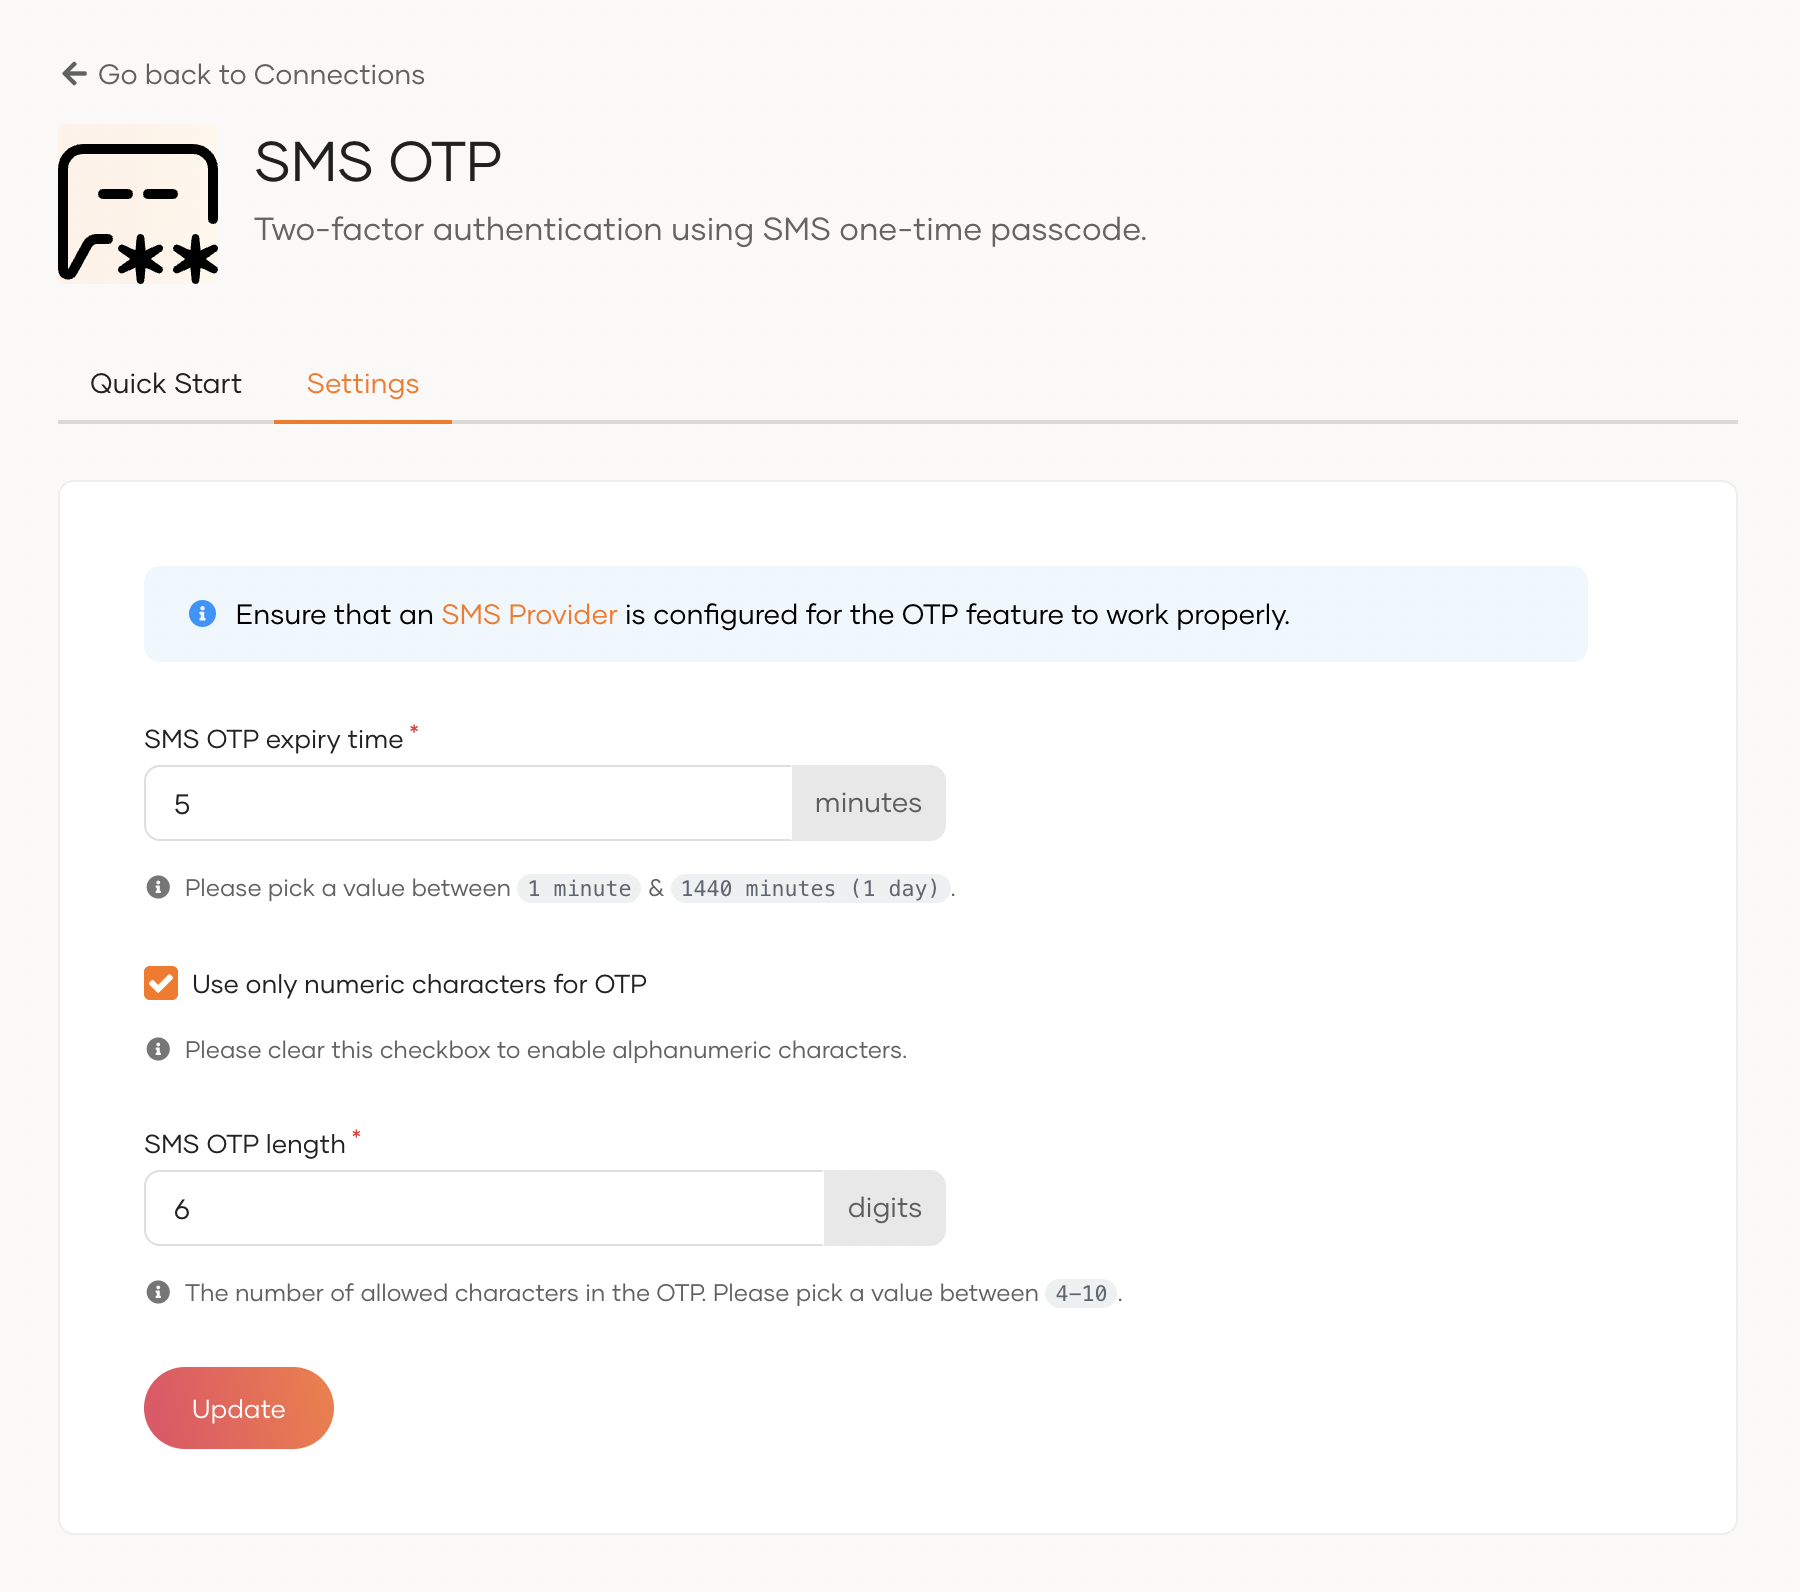 Go back to Connections
SMS OTP
Two-factor authentication using SMS one-time passcode.
Quick Start Settings
Ensure that an SMS Provider is configured for the OTP feature to work properly.
SMS OTP expiry time *
5 minutes
Please pick a value between 1 minute & 1440 minutes (1 day).
Use only numeric characters for OTP
Please clear this checkbox to enable alphanumeric characters.
SMS OTP length *
6 digits
The number of allowed characters in the OTP. Please pick a value between 4–10.
Update